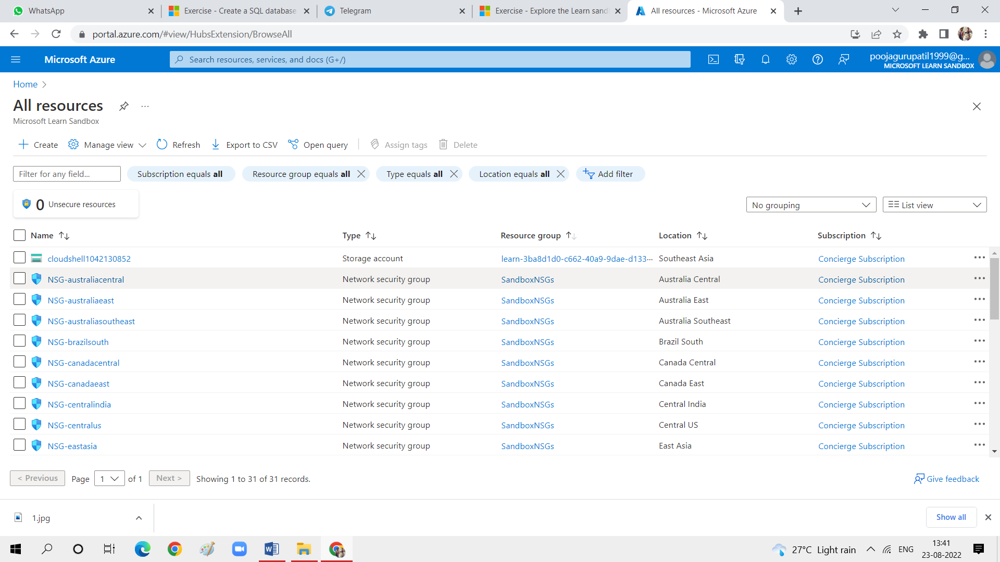 WhatsApp
Exercise - Create a SQL database
Telegram
Exercise - Explore the Learn sand
All resources - Microsoft Azure
portal.azure.com/#view/HubsExtension/BrowseAll
Microsoft Azure
Search resources, services, and docs (G+/)
poojagurupatil1999@g...
MICROSOFT LEARN SANDBOX
Home >
All resources
...
Microsoft Learn Sandbox
Create
Manage view
Refresh
Export to CSV
Open query
Assign tags
Delete
Filter for any field...
Subscription equals all
Resource group equals all
Type equals all
Location equals all
Add filter
0 Unsecure resources
No grouping
List view
Name Type Resource group Location Subscription
cloudshell1042130852 Storage account learn-3ba8d1d0-c662-40a9-9dae-d133... Southeast Asia Concierge Subscription
NSG-australiacentral Network security group SandboxNSGs Australia Central Concierge Subscription
NSG-australiaeast Network security group SandboxNSGs Australia East Concierge Subscription
NSG-australiasoutheast Network security group SandboxNSGs Australia Southeast Concierge Subscription
NSG-brazilsouth Network security group SandboxNSGs Brazil South Concierge Subscription
NSG-canadacentral Network security group SandboxNSGs Canada Central Concierge Subscription
NSG-canadaeast Network security group SandboxNSGs Canada East Concierge Subscription
NSG-centralindia Network security group SandboxNSGs Central India Concierge Subscription
NSG-centralus Network security group SandboxNSGs Central US Concierge Subscription
NSG-eastasia Network security group SandboxNSGs East Asia Concierge Subscription
< Previous Page 1 of 1 Next > Showing 1 to 31 of 31 records.
Give feedback
1.jpg
Show all
27°C Light rain
ENG
13:41
23-08-2022